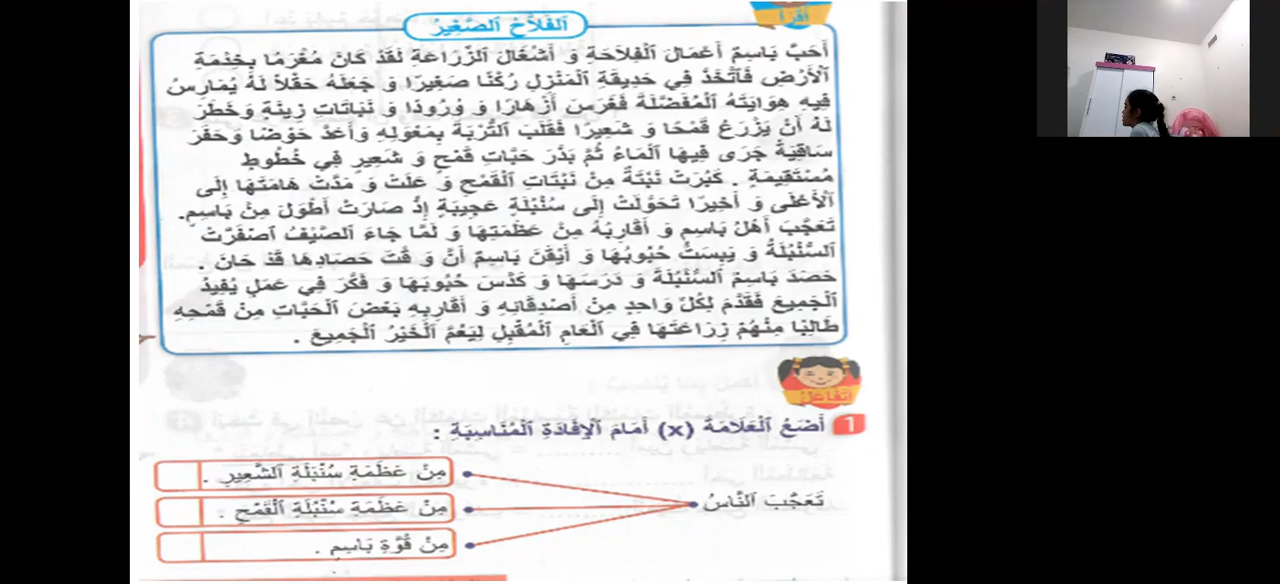 أَقْرَأُ
اَلْفَلَّاحُ اَلصَّغِيرُ
أَحَبَّ بَاسِمٌ أَعْمَالَ اَلْفِلَاحَةِ وَ أَشْغَالَ اَلزِّرَاعَةِ لَقَدْ كَانَ مُغْرَمًا بِخِدْمَةِ
اَلْأَرْضِ فَاَتَّخَذَ فِي حَدِيقَةِ اَلْمَنْزِلِ رُكْنًا صَغِيرًا وَ جَعَلَهُ حَقْلًا لَهُ يُمَارِسُ
فِيهِ هِوَايَتَهُ اَلْمُفَضَّلَةَ فَغَرَسَ أَزْهَارًا وَ وُرُودًا وَ نَبَاتَاتِ زِينَةٍ وَ خَطَرَ
لَهُ أَنْ يَزْرَعَ قَمْحًا وَ شَعِيرًا فَقَلَبَ اَلتُّرْبَةَ بِمِعْوَلِهِ وَ أَعَدَّ حَوْضًا وَ حَفَرَ
سَاقِيَةً جَرَى فِيهَا اَلْمَاءُ ثُمَّ بَذَرَ حَبَّاتِ قَمْحٍ وَ شَعِيرٍ فِي خُطُوطٍ
مُسْتَقِيمَةٍ . كَبُرَتْ نَبْتَةٌ مِنْ نَبْتَاتِ اَلْقَمْحِ وَ عَلَتْ وَ مَدَّتْ هَامَتَهَا إِلَى
اَلْأَعْلَى وَ أَخِيرًا تَحَوَّلَتْ إِلَى سُنْبُلَةٍ عَجِيبَةٍ إِذْ صَارَتْ أَطْوَلَ مِنْ بَاسِمٍ.
تَعَجَّبَ أَهْلُ بَاسِمٍ وَ أَقَارِبُهُ مِنْ عَظَمَتِهَا وَ لَمَّا جَاءَ اَلصَّيْفُ اَصْفَرَّتْ
اَلسُّنْبُلَةُ وَ يَبِسَتْ حُبُوبُهَا وَ أَيْقَنَ بَاسِمٌ أَنَّ وَ قْتَ حَصَادِهَا قَدْ حَانَ .
حَصَدَ بَاسِمٌ اَلسُّنْبُلَةَ وَ دَرَسَهَا وَ كَدَّسَ حُبُوبَهَا وَ فَكَّرَ فِي عَمَلٍ يُفِيدُ
اَلْجَمِيعَ فَقَدَّمَ لِكُلِّ وَاحِدٍ مِنْ أَصْدِقَائِهِ وَ أَقَارِبِهِ بَعْضَ اَلْحَبَّاتِ مِنْ قَمْحِهِ
طَالِبًا مِنْهُمْ زِرَاعَتَهَا فِي اَلْعَامِ اَلْمُقْبِلِ لِيَعُمَّ اَلْخَيْرُ اَلْجَمِيعَ .
أَتَفَاعَلُ
1 أَضَعُ اَلْعَلَامَةَ (x) أَمَامَ اَلْإِفَادَةِ اَلْمُنَاسِبَةِ :
تَعَجَّبَ اَلنَّاسُ
مِنْ عَظَمَةِ سُنْبُلَةِ اَلشَّعِيرِ .
مِنْ عَظَمَةِ سُنْبُلَةِ اَلْقَمْحِ .
مِنْ قُوَّةِ بَاسِمٍ .